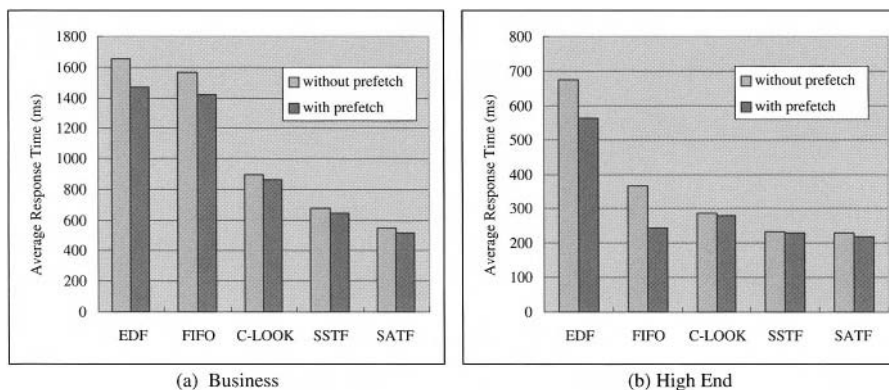 1800
1600
1400
1200
1000
800
600
400
200
0
Average Response Time (ms)
without prefetch
with prefetch
EDF FIFO C-LOOK SSTF SATF
(a) Business
800
700
600
500
400
300
200
100
0
Average Response Time (ms)
without prefetch
with prefetch
EDF FIFO C-LOOK SSTF SATF
(b) High End